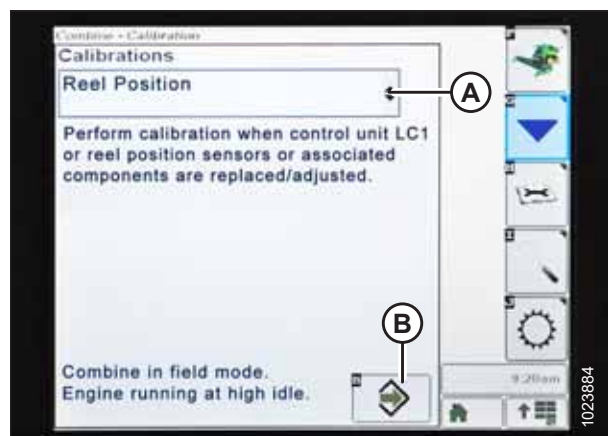 Combine - Calibration
Calibrations
Reel Position
A
Perform calibration when control unit LC1
or reel position sensors or associated
components are replaced/adjusted.
B
Combine in field mode.
Engine running at high idle.
9:20am
1023884